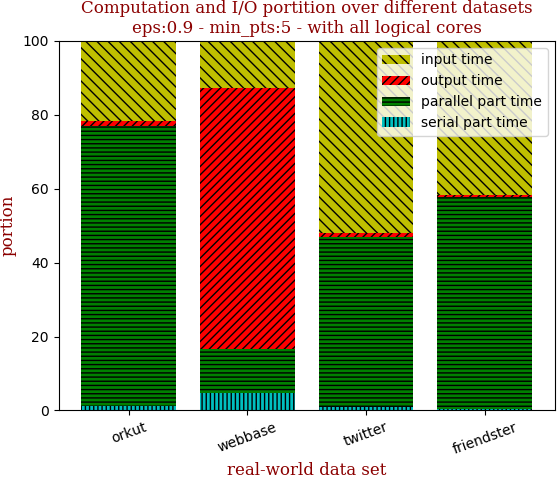 Computation and I/O portition over different datasets
eps:0.9 - min_pts:5 - with all logical cores
100
80
60
40
20
0
portion
input time
output time
parallel part time
serial part time
orkut
webbase
twitter
friendster
real-world data set